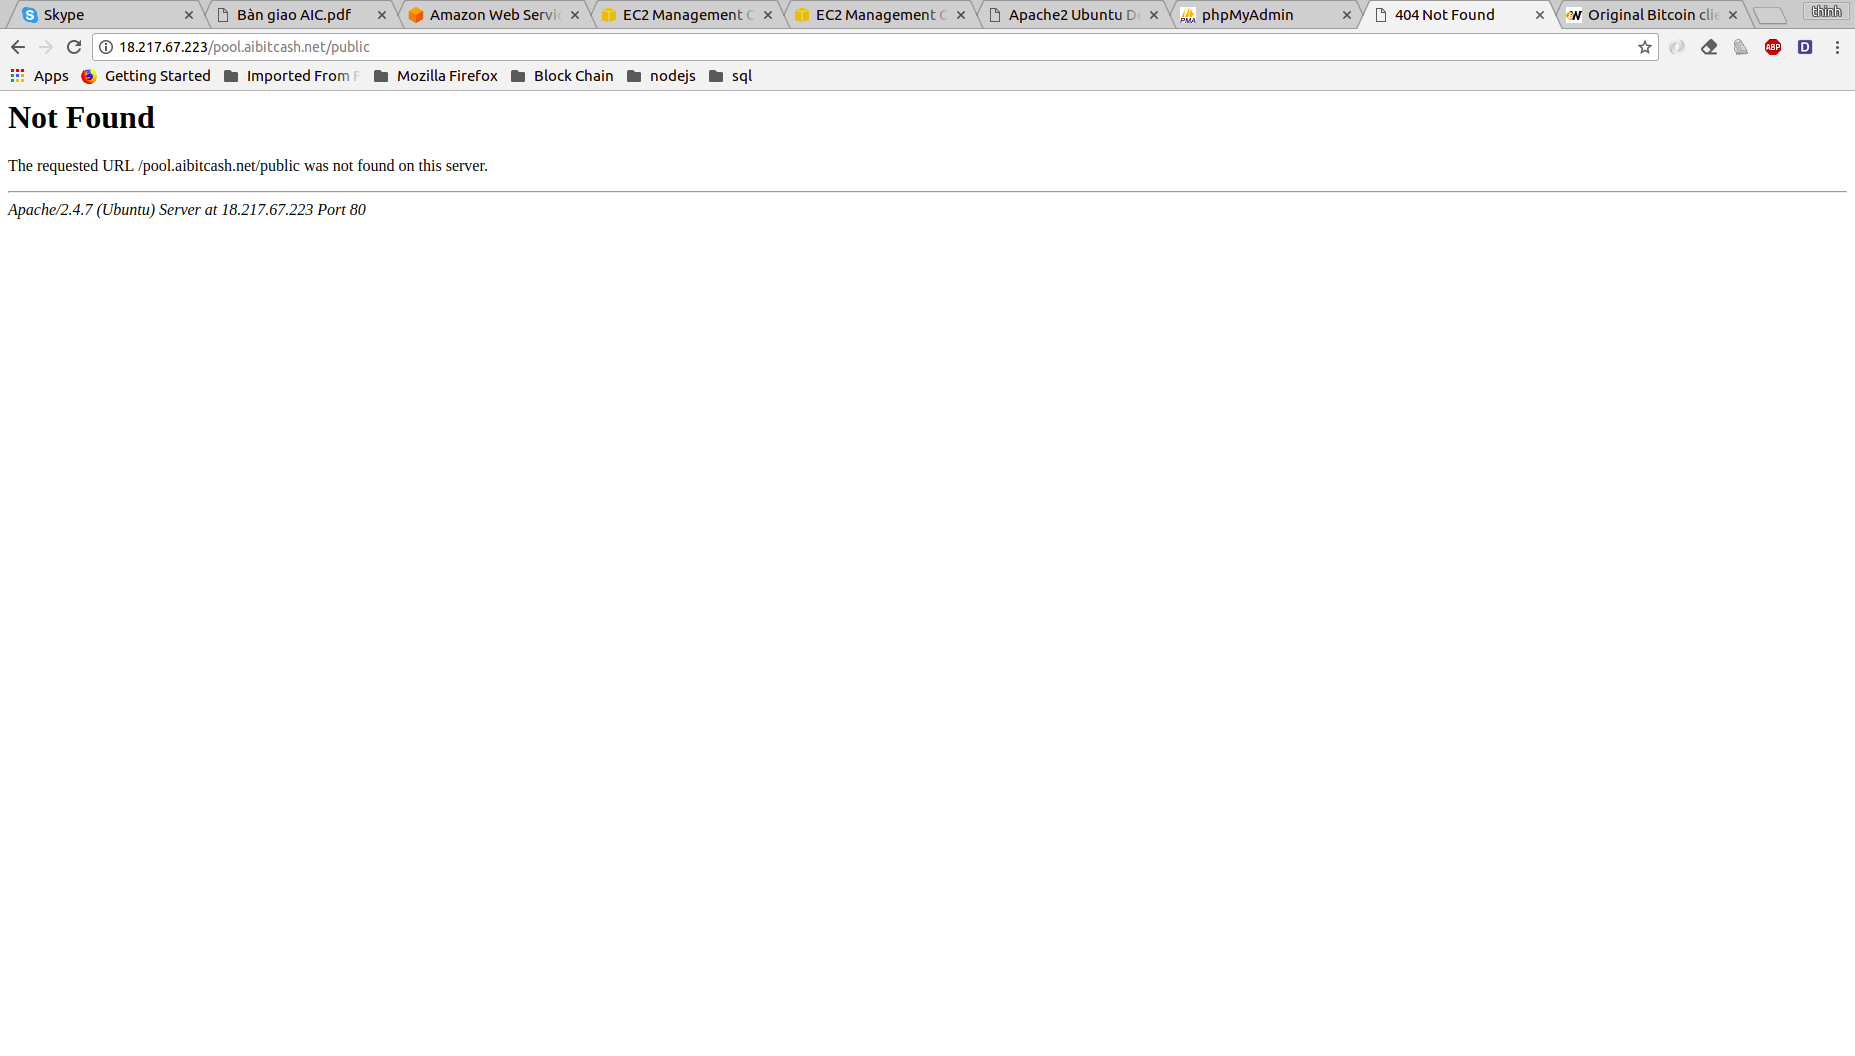 Skype
Bàn giao AIC.pdf
Amazon Web Servi
EC2 Management C
EC2 Management C
Apache2 Ubuntu D
phpMyAdmin
404 Not Found
Original Bitcoin clie
thinh
18.217.67.223/pool.aibitcash.net/public
ABP
D
Apps
Getting Started
Imported From F
Mozilla Firefox
Block Chain
nodejs
sql
Not Found
The requested URL /pool.aibitcash.net/public was not found on this server.
Apache/2.4.7 (Ubuntu) Server at 18.217.67.223 Port 80